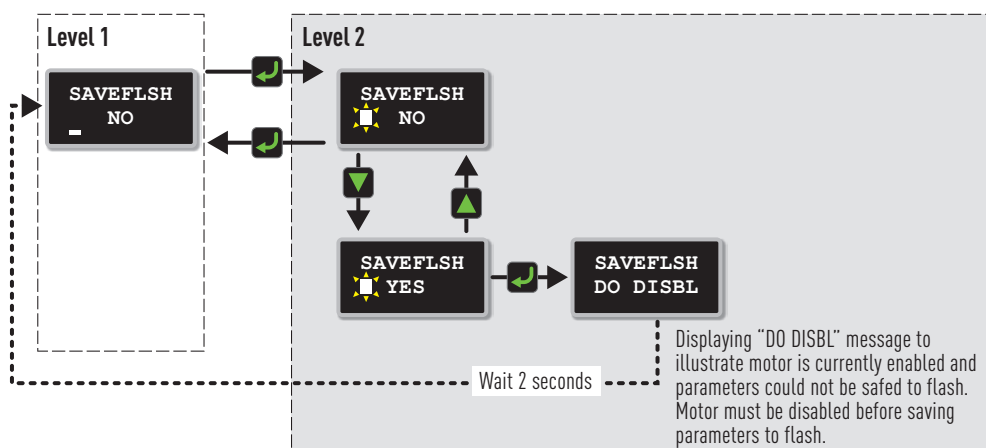 Level 1
Level 2
SAVEFLSH
NO
SAVEFLSH
NO
SAVEFLSH
YES
SAVEFLSH
DO DISBL
Wait 2 seconds
Displaying “DO DISBL” message to
illustrate motor is currently enabled and
parameters could not be safed to flash.
Motor must be disabled before saving
parameters to flash.